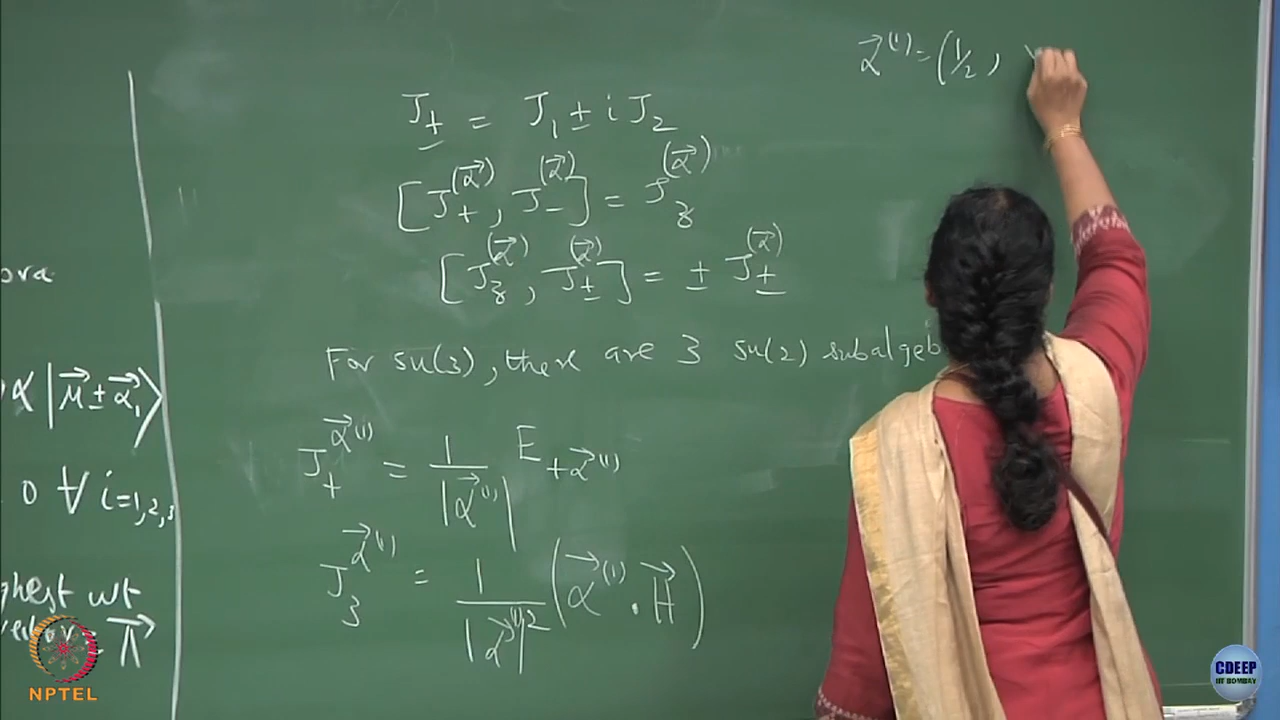 α⃗⁽¹⁾ = (1/2,
J± = J₁ ± i J₂
[J₊^(α⃗), J₋^(α⃗)] = J_z^(α⃗)
[J_z^(α⃗), J±^(α⃗)] = ± J±^(α⃗)
For su(3), there are 3 su(2) subalgeb
J₊^α⃗⁽¹⁾ = 1/|α⃗⁽¹⁾| E₊α⃗⁽¹⁾
J₃^α⃗⁽¹⁾ = 1/|α⃗⁽¹⁾|² (α⃗⁽¹⁾ . H⃗)
α |μ⃗ ± α⃗₁⟩
0 ∀ i=1,2,3
ghest wt
Λ⃗
NPTEL
CDEEP
IIT BOMBAY